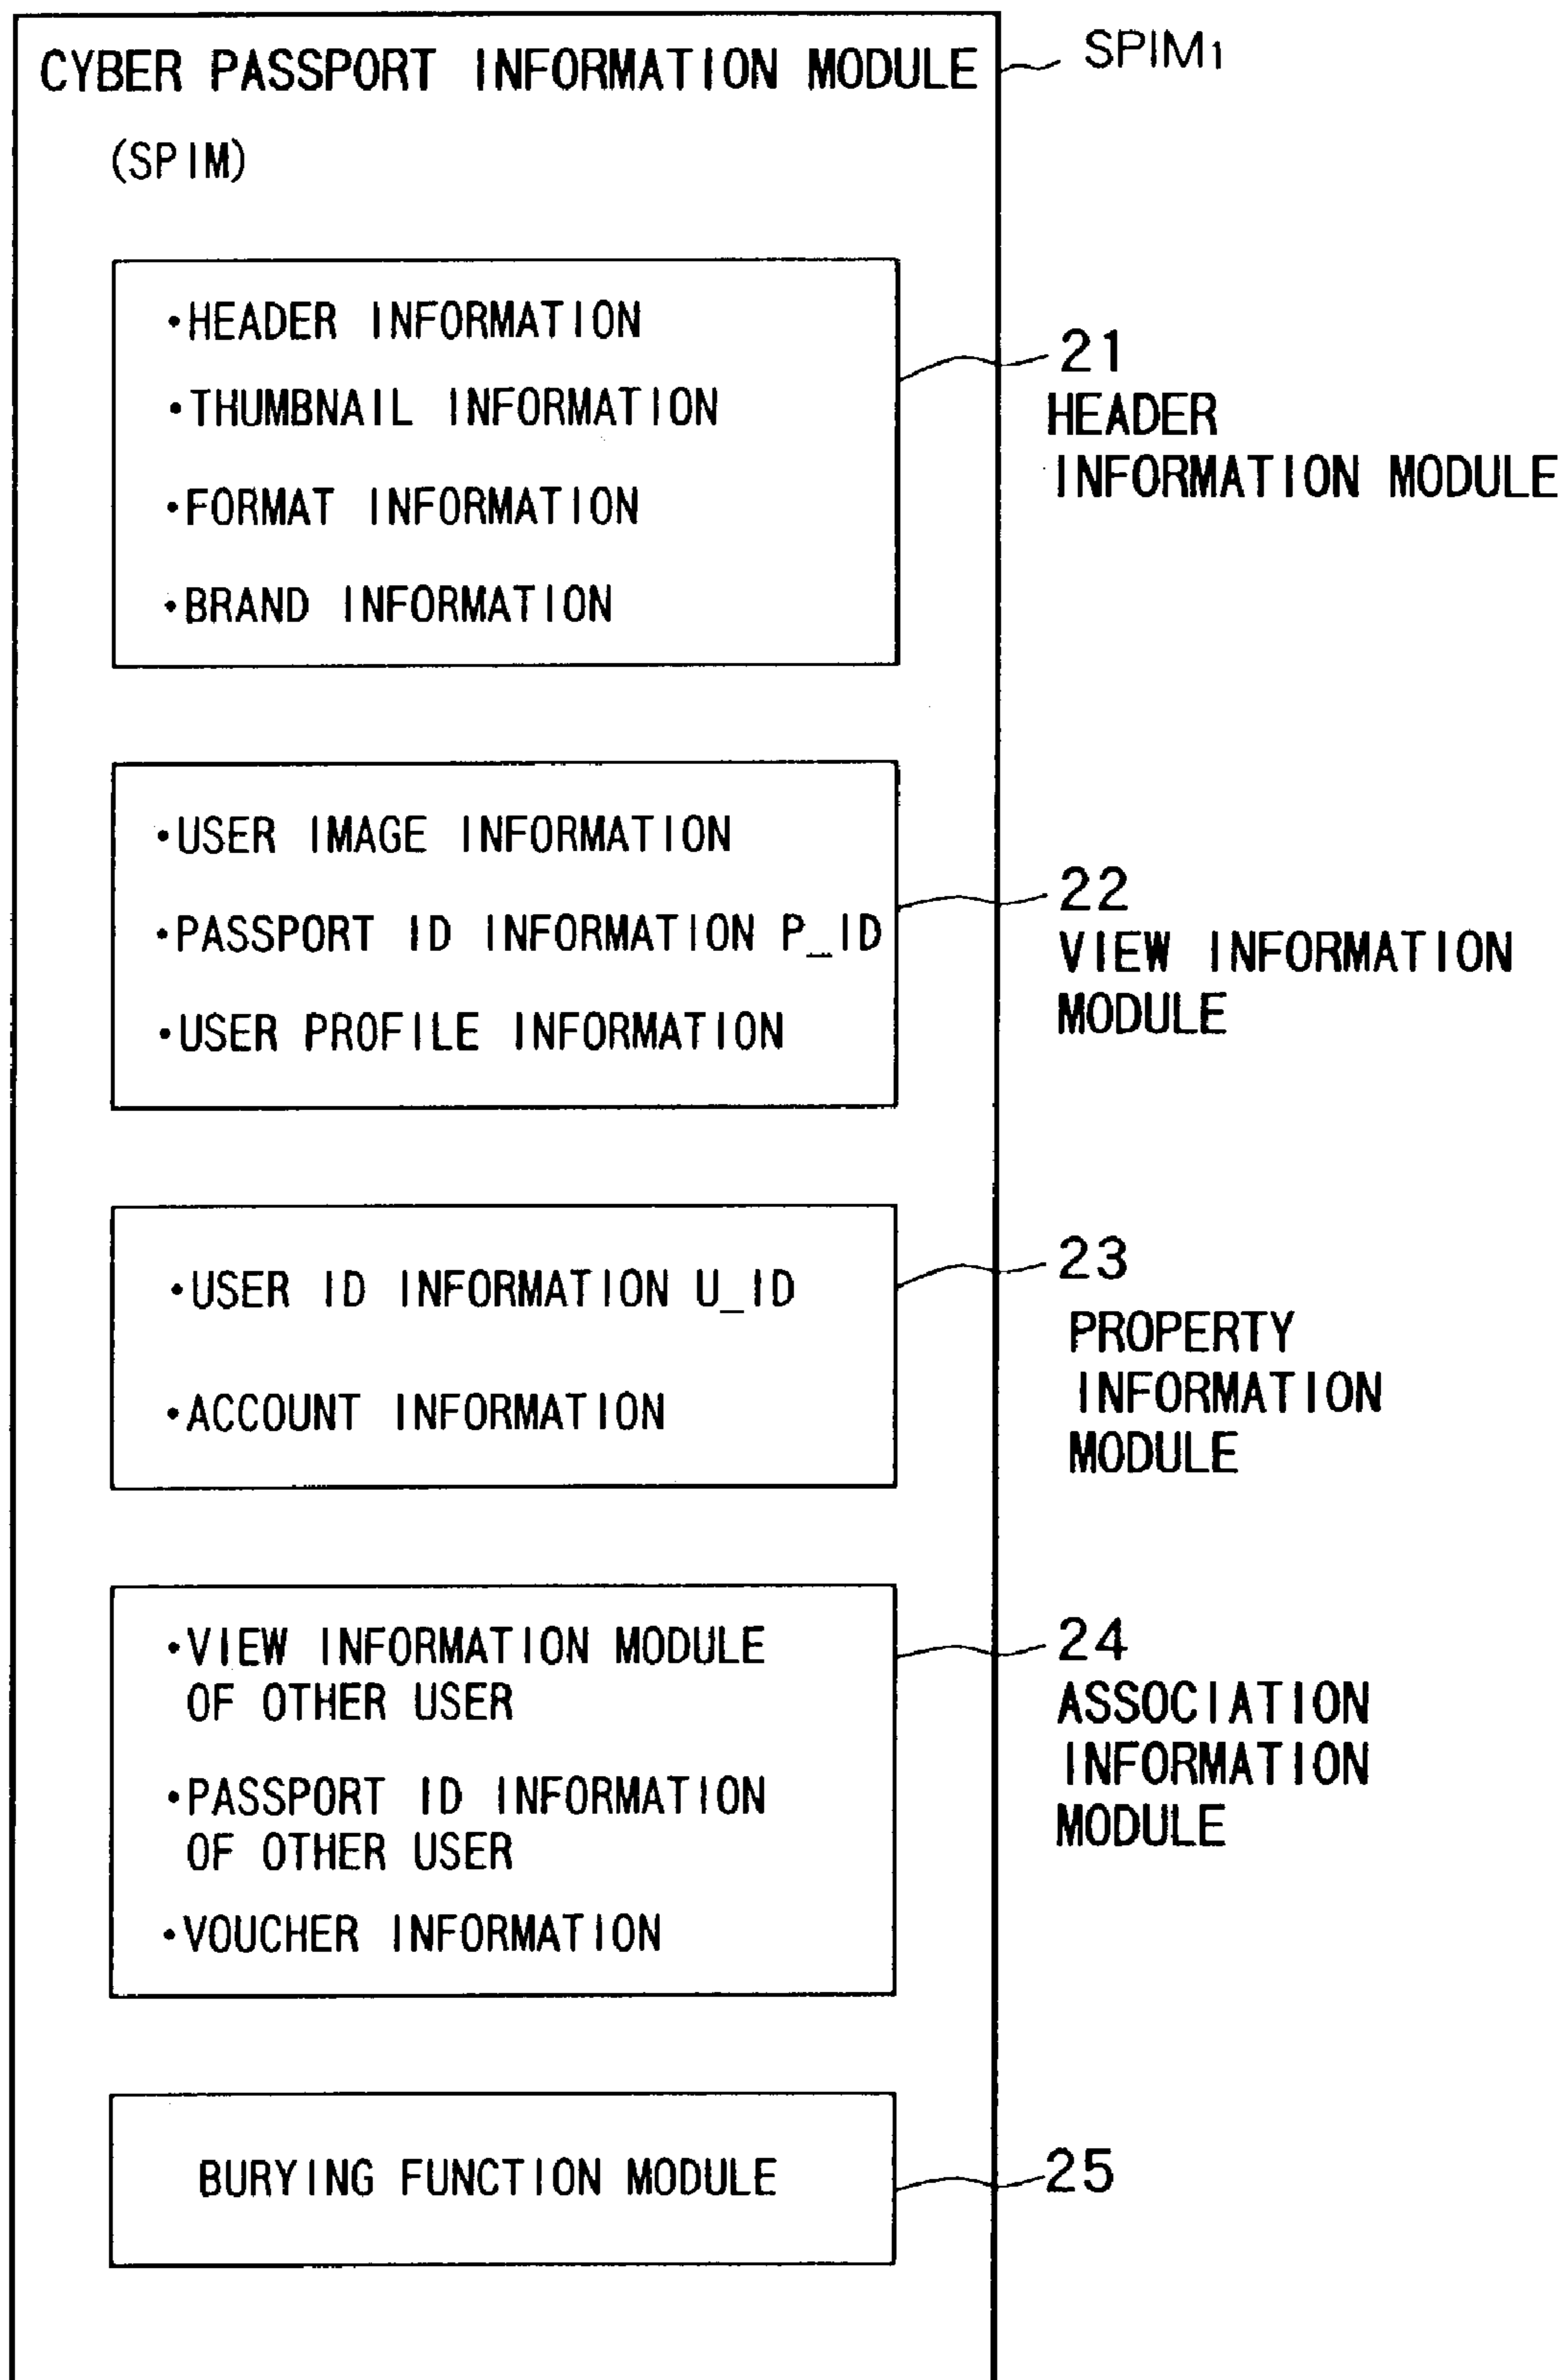 CYBER PASSPORT INFORMATION MODULE
SPIM1
(SPIM)
・HEADER INFORMATION
・THUMBNAIL INFORMATION
・FORMAT INFORMATION
・BRAND INFORMATION
21
HEADER
INFORMATION MODULE
・USER IMAGE INFORMATION
・PASSPORT ID INFORMATION P_ID
・USER PROFILE INFORMATION
22
VIEW INFORMATION
MODULE
・USER ID INFORMATION U_ID
・ACCOUNT INFORMATION
23
PROPERTY
INFORMATION
MODULE
・VIEW INFORMATION MODULE
OF OTHER USER
・PASSPORT ID INFORMATION
OF OTHER USER
・VOUCHER INFORMATION
24
ASSOCIATION
INFORMATION
MODULE
BURYING FUNCTION MODULE
25